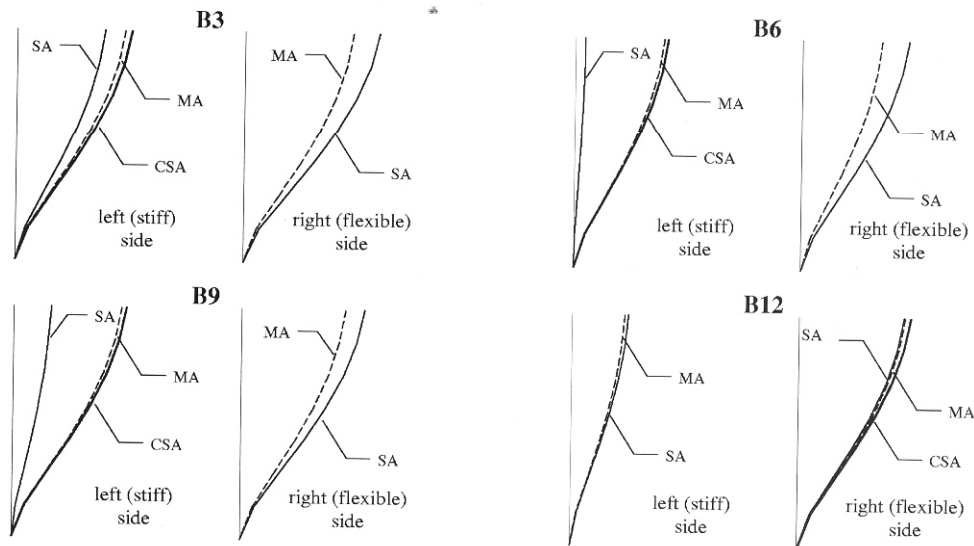 B3
SA
MA
CSA
left (stiff)
side
MA
SA
right (flexible)
side
B6
SA
MA
CSA
left (stiff)
side
MA
SA
right (flexible)
side
B9
SA
MA
CSA
left (stiff)
side
MA
SA
right (flexible)
side
B12
MA
SA
left (stiff)
side
SA
MA
CSA
right (flexible)
side